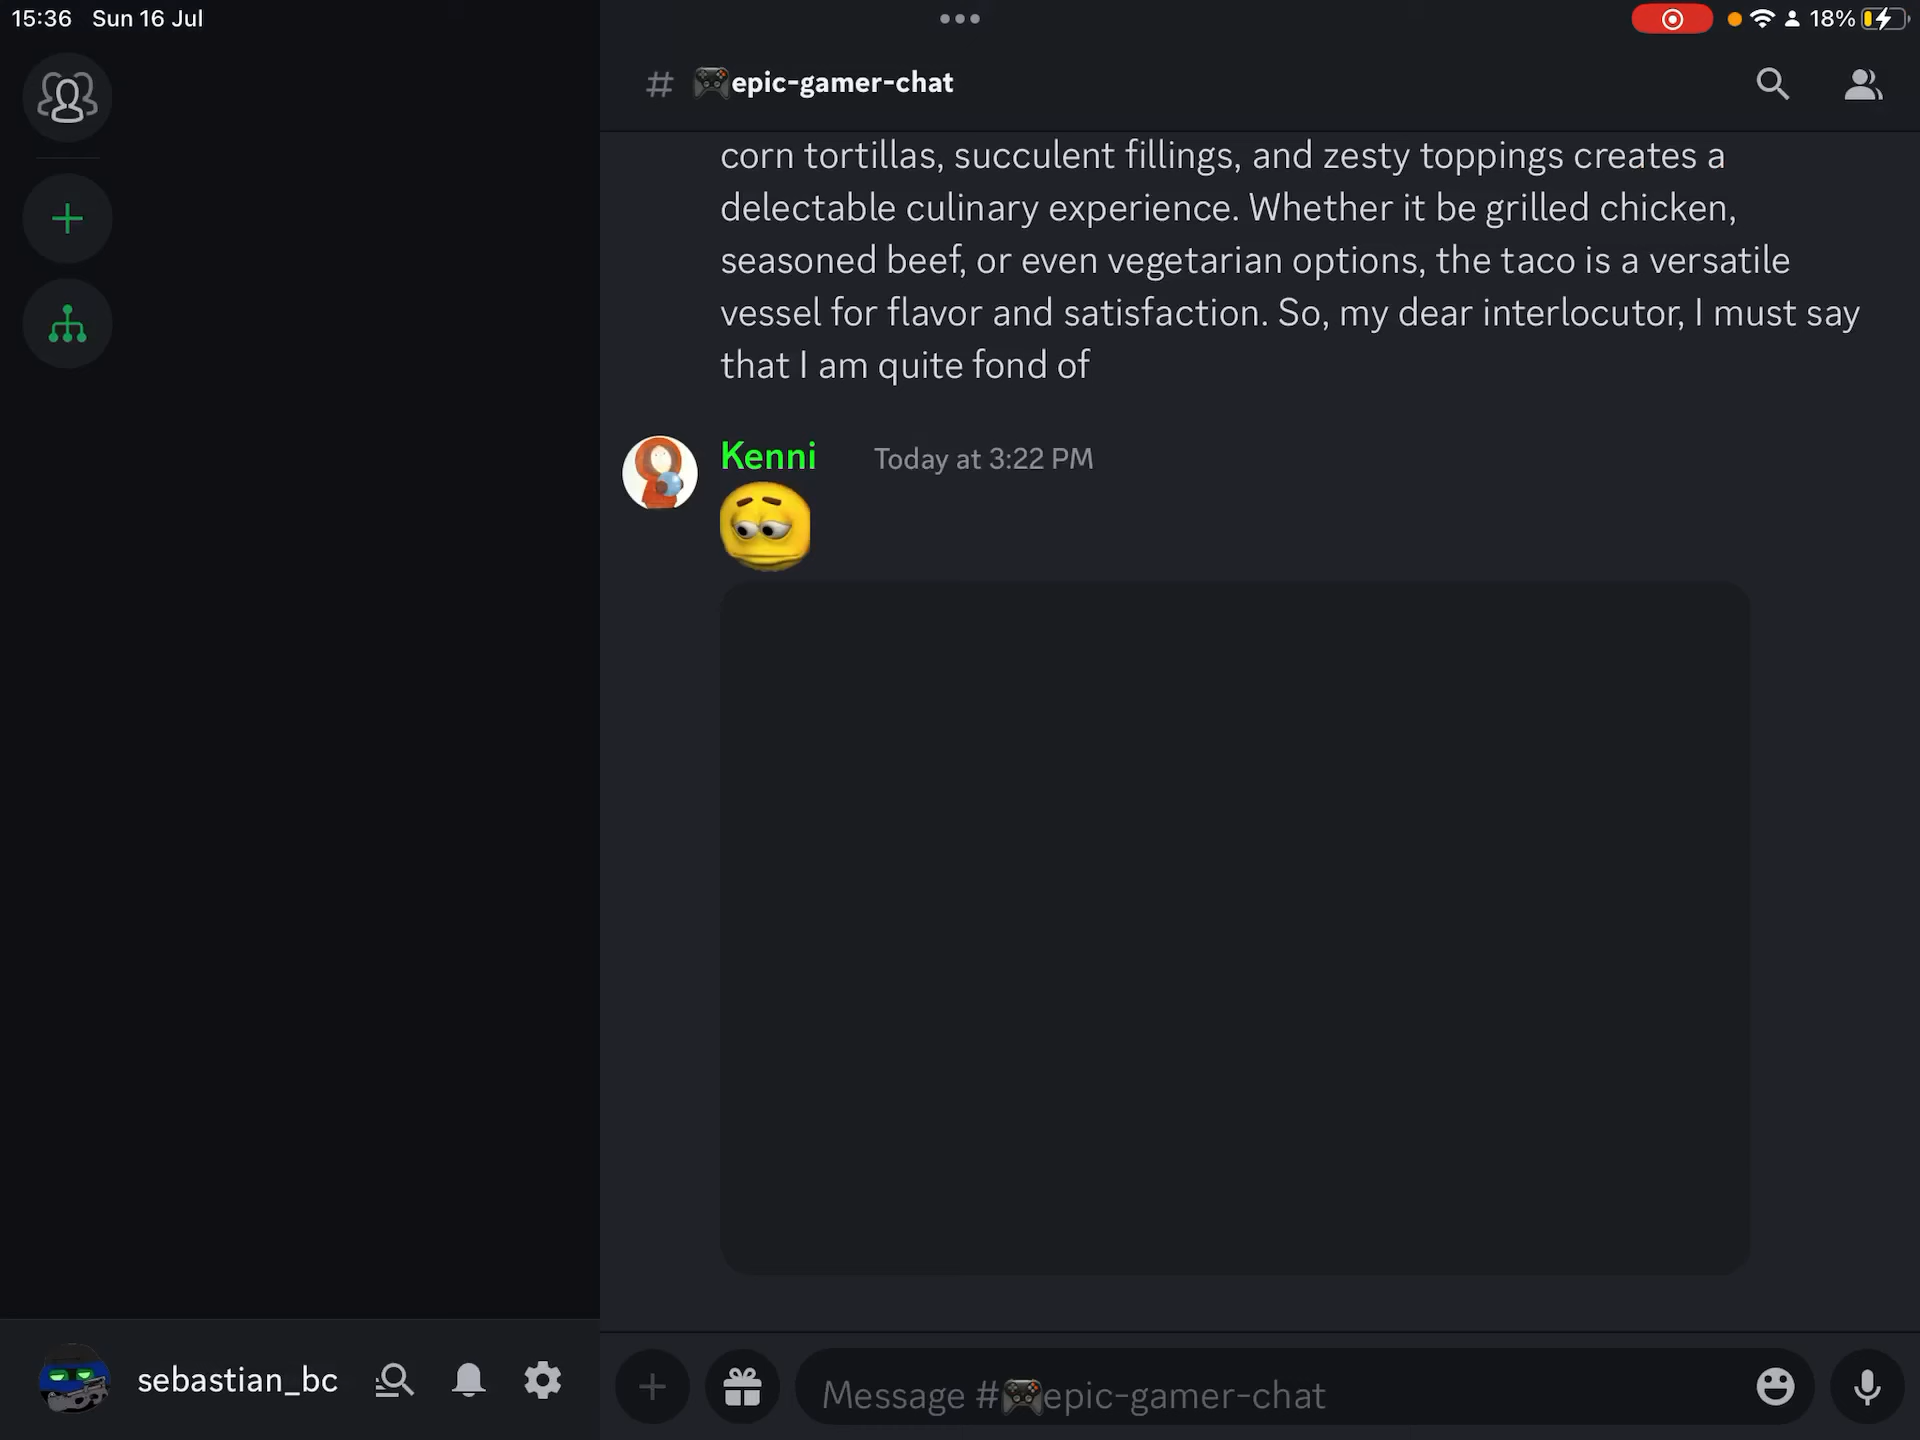 15:36 Sun 16 Jul
18%
# 🎮epic-gamer-chat
corn tortillas, succulent fillings, and zesty toppings creates a
delectable culinary experience. Whether it be grilled chicken,
seasoned beef, or even vegetarian options, the taco is a versatile
vessel for flavor and satisfaction. So, my dear interlocutor, I must say
that I am quite fond of
Kenni Today at 3:22 PM
sebastian_bc
Message #🎮epic-gamer-chat